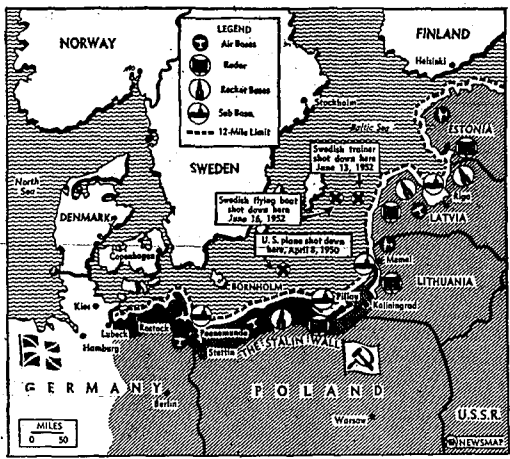 NORWAY
FINLAND
Helsinki
LEGEND
Air Bases
Radar
Rocket Bases
Sub Base
12-Mile Limit
Stockholm
Baltic Sea
ESTONIA
Swedish trainer
shot down here
June 13, 1952
SWEDEN
North
Sea
Swedish flying boat
shot down here
June 16, 1952
Riga
LATVIA
DENMARK
Copenhagen
U.S. plane shot down
here, April 8, 1950
Memel
LITHUANIA
BORNHOLM
Pillau
Kaliningrad
Kiel
Lubeck
Rostock
Peenemunde
Hamburg
Stettin
THE STALIN WALL
GERMANY
POLAND
Berlin
Warsaw
U.S.S.R.
MILES
0 50
NEWSMAP